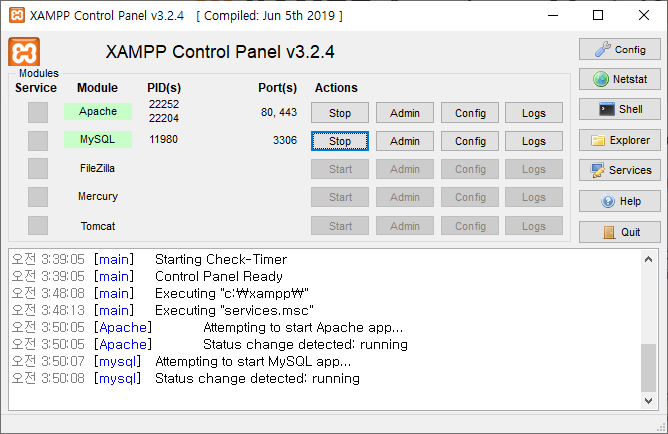 XAMPP Control Panel v3.2.4 [ Compiled: Jun 5th 2019 ]
XAMPP Control Panel v3.2.4
Config
Modules
Service Module PID(s) Port(s) Actions
Netstat
Apache 22252 22204 80, 443 Stop Admin Config Logs
Shell
MySQL 11980 3306 Stop Admin Config Logs
Explorer
FileZilla Start Admin Config Logs
Services
Mercury Start Admin Config Logs
Help
Tomcat Start Admin Config Logs
Quit
오전 3:39:05 [main] Starting Check-Timer
오전 3:39:05 [main] Control Panel Ready
오전 3:48:08 [main] Executing "c:₩xampp₩"
오전 3:48:13 [main] Executing "services.msc"
오전 3:50:05 [Apache] Attempting to start Apache app...
오전 3:50:05 [Apache] Status change detected: running
오전 3:50:07 [mysql] Attempting to start MySQL app...
오전 3:50:08 [mysql] Status change detected: running